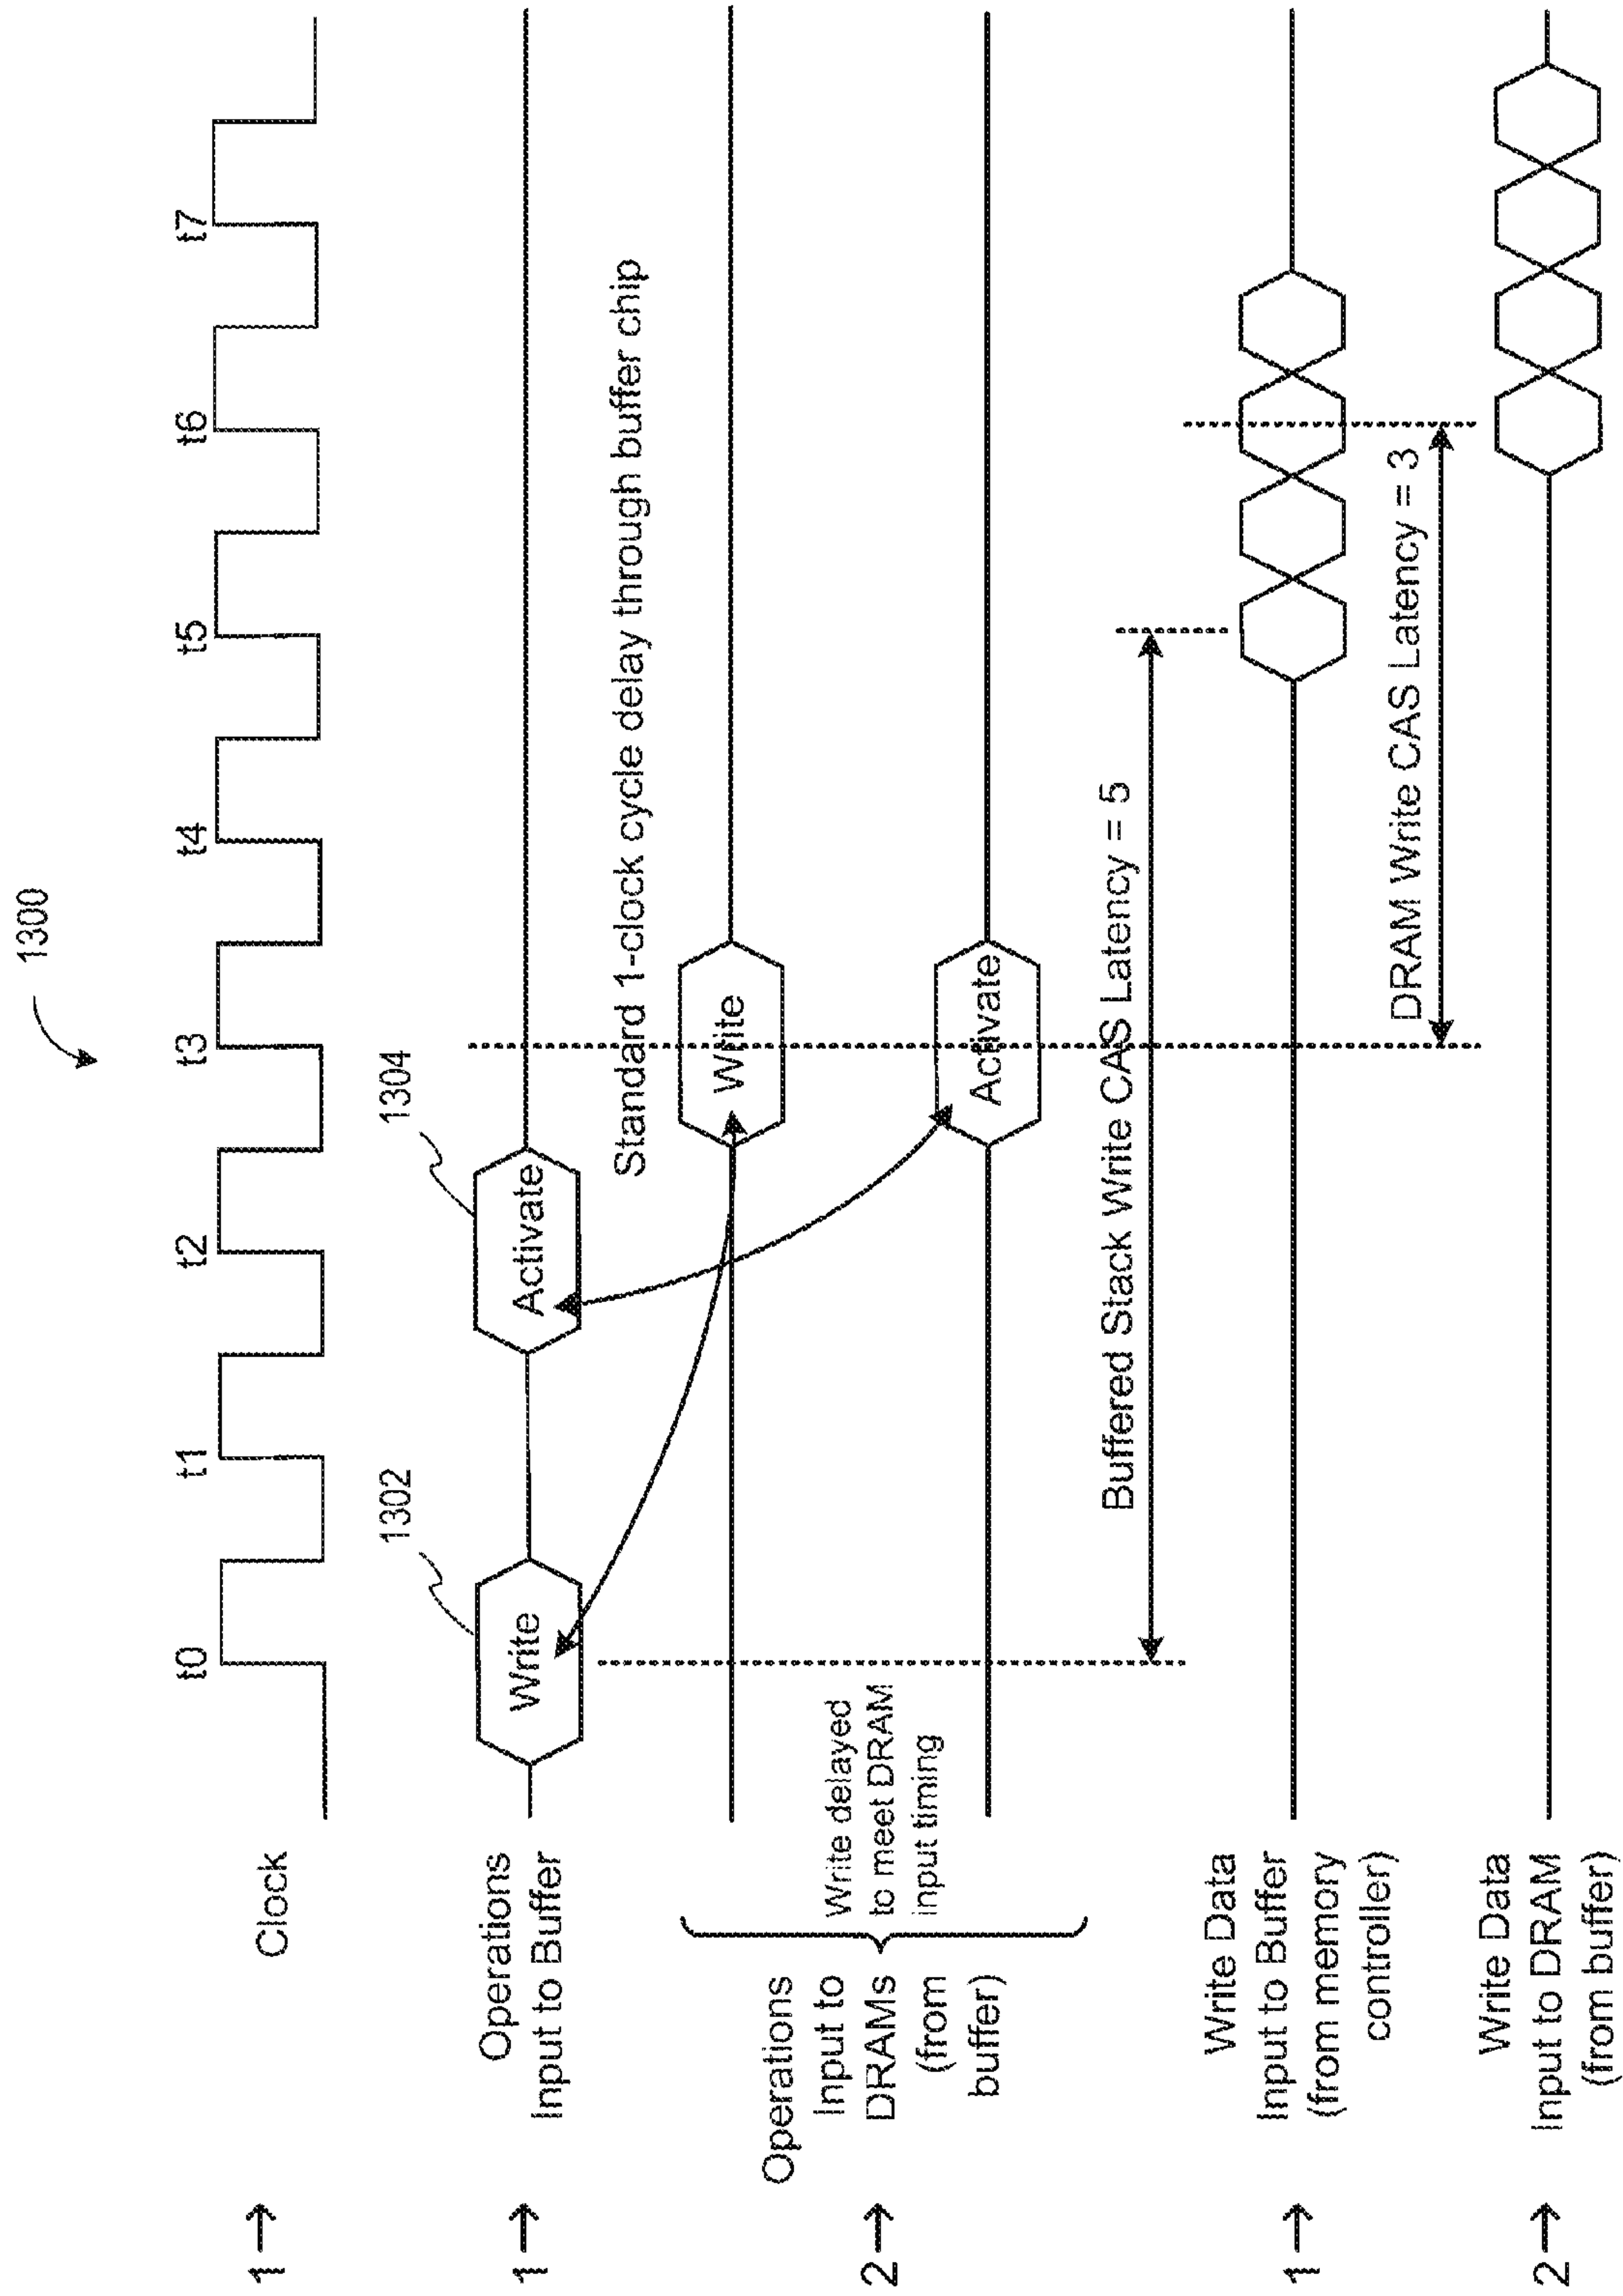 1300
t0 t1 t2 t3 t4 t5 t6 t7
1→
Clock
1302
1304
1→
Operations
Input to Buffer
Write
Activate
Standard 1-clock cycle delay through buffer chip
2→
Operations
Input to
DRAMs
(from
buffer)
Write delayed
to meet DRAM
input timing
Write
Activate
Buffered Stack Write CAS Latency = 5
1→
Write Data
Input to Buffer
(from memory
controller)
DRAM Write CAS Latency = 3
2→
Write Data
Input to DRAM
(from buffer)